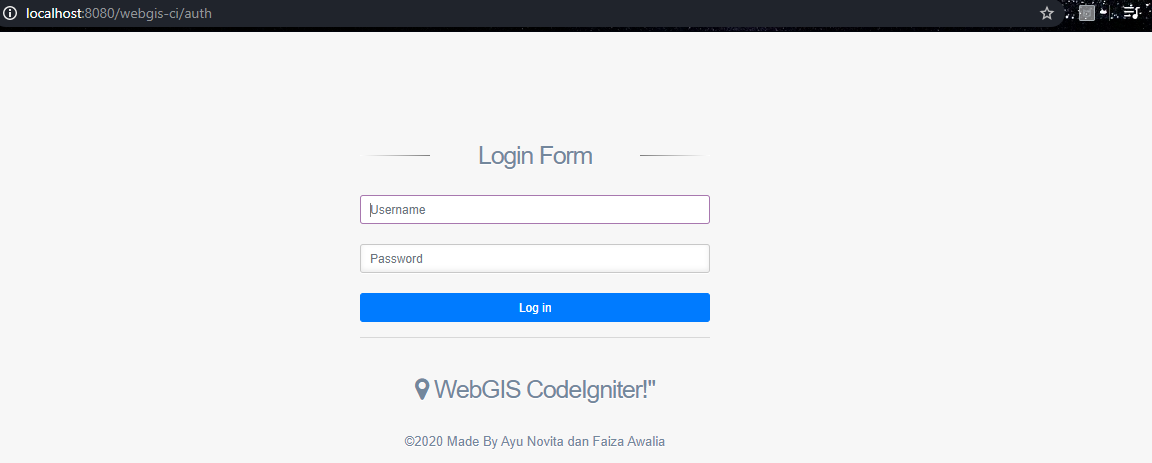 localhost:8080/webgis-ci/auth
Login Form
Username
Password
Log in
WebGIS CodeIgniter!"
©2020 Made By Ayu Novita dan Faiza Awalia